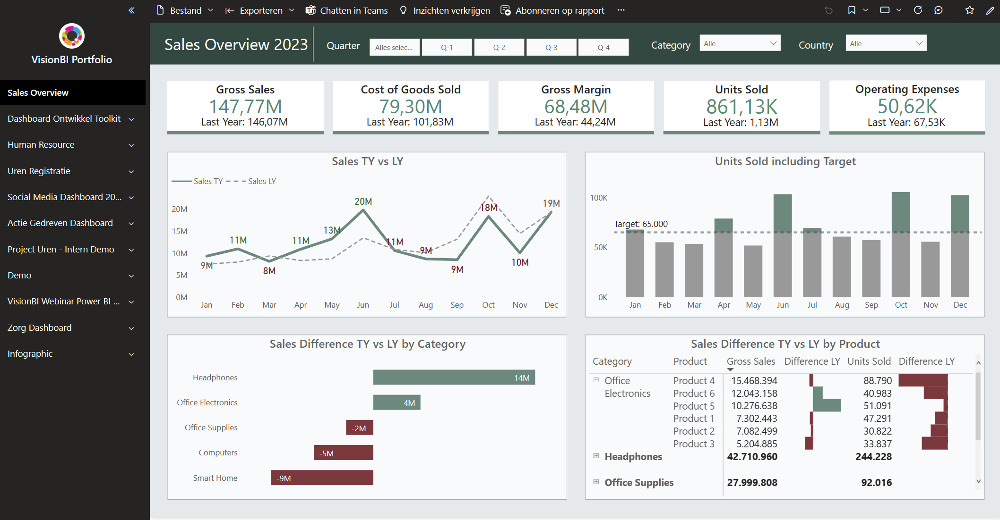 Bestand
Exporteren
Chatten in Teams
Inzichten verkrijgen
Abonneren op rapport
VisionBI Portfolio
Sales Overview
Dashboard Ontwikkel Toolkit
Human Resource
Uren Registratie
Social Media Dashboard 20...
Actie Gedreven Dashboard
Project Uren - Intern Demo
Demo
VisionBI Webinar Power BI ...
Zorg Dashboard
Infographic
Sales Overview 2023
Quarter
Alles selec...
Q-1
Q-2
Q-3
Q-4
Category
Alle
Country
Alle
Gross Sales
147,77M
Last Year: 146,07M
Cost of Goods Sold
79,30M
Last Year: 101,83M
Gross Margin
68,48M
Last Year: 44,24M
Units Sold
861,13K
Last Year: 1,13M
Operating Expenses
50,62K
Last Year: 67,53K
Sales TY vs LY
Sales TY
Sales LY
20M
15M
10M
5M
0M
9M
11M
8M
11M
13M
20M
11M
9M
9M
18M
10M
19M
Jan Feb Mar Apr May Jun Jul Aug Sep Oct Nov Dec
Units Sold including Target
100K
50K
0K
Target: 65.000
Jan Feb Mar Apr May Jun Jul Aug Sep Oct Nov Dec
Sales Difference TY vs LY by Category
Headphones 14M
Office Electronics 4M
Office Supplies -2M
Computers -5M
Smart Home -9M
Sales Difference TY vs LY by Product
Category Product Gross Sales Difference LY Units Sold Difference LY
Office Product 4 15.468.394 88.790
Electronics Product 6 12.043.158 40.983
Product 5 10.276.638 51.091
Product 1 7.302.443 47.291
Product 2 7.082.499 30.822
Product 3 5.204.885 33.837
Headphones 42.710.960 244.228
Office Supplies 27.999.808 92.016